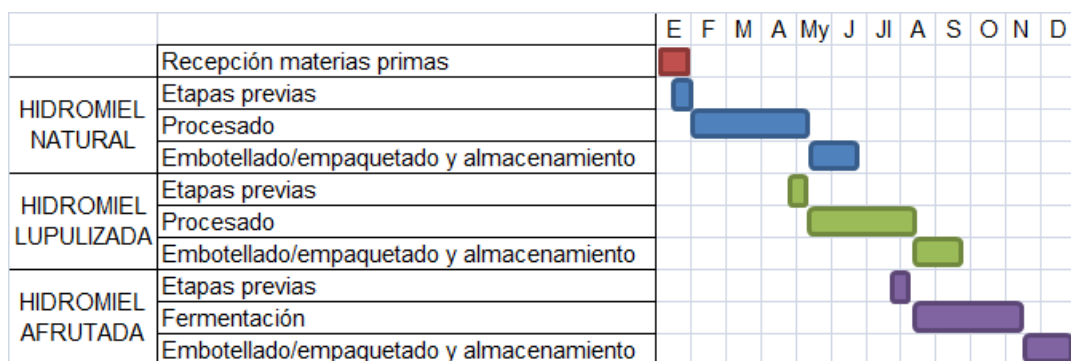 E F M A My J Jl A S O N D
Recepción materias primas
HIDROMIEL NATURAL
Etapas previas
Procesado
Embotellado/empaquetado y almacenamiento
HIDROMIEL LUPULIZADA
Etapas previas
Procesado
Embotellado/empaquetado y almacenamiento
HIDROMIEL AFRUTADA
Etapas previas
Fermentación
Embotellado/empaquetado y almacenamiento